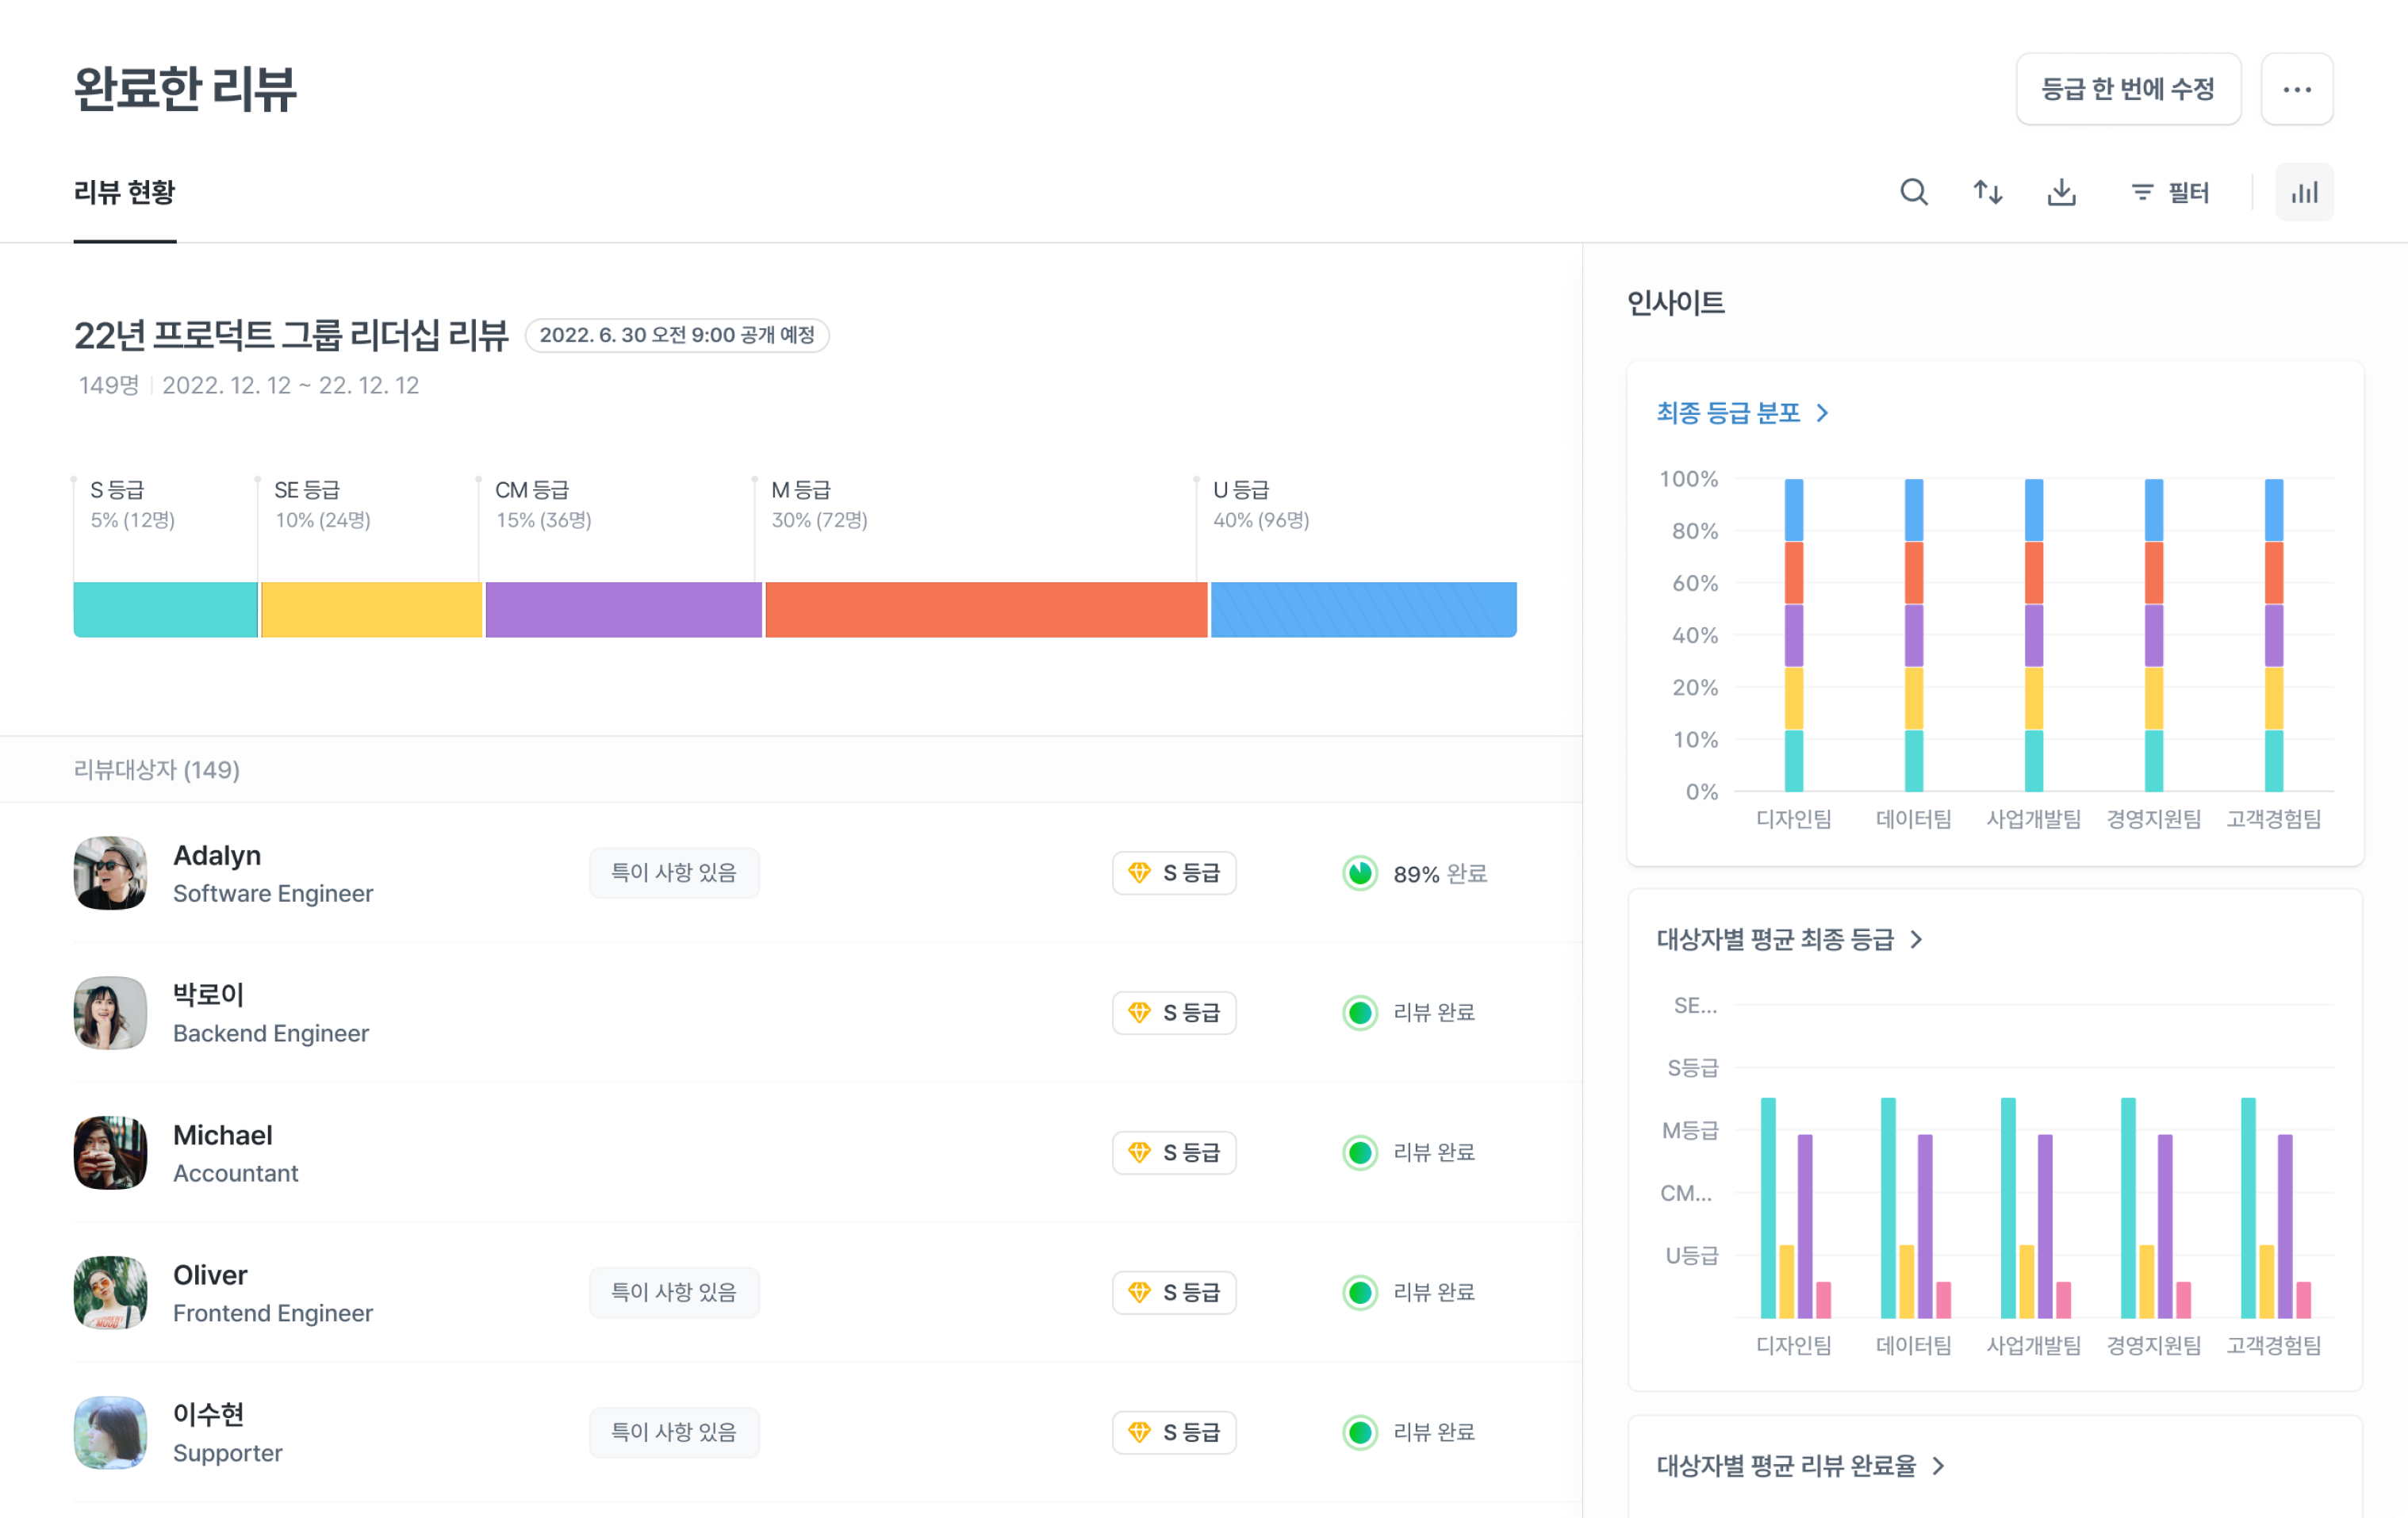 완료한 리뷰
등급 한 번에 수정
리뷰 현황
필터
22년 프로덕트 그룹 리더십 리뷰
2022. 6. 30 오전 9:00 공개 예정
149명
2022. 12. 12 ~ 22. 12. 12
S 등급
5% (12명)
SE 등급
10% (24명)
CM 등급
15% (36명)
M 등급
30% (72명)
U 등급
40% (96명)
리뷰대상자 (149)
Adalyn
Software Engineer
특이 사항 있음
S 등급
89% 완료
박로이
Backend Engineer
S 등급
리뷰 완료
Michael
Accountant
S 등급
리뷰 완료
Oliver
Frontend Engineer
특이 사항 있음
S 등급
리뷰 완료
이수현
Supporter
특이 사항 있음
S 등급
리뷰 완료
인사이트
최종 등급 분포
100%
80%
60%
40%
20%
10%
0%
디자인팀
데이터팀
사업개발팀
경영지원팀
고객경험팀
대상자별 평균 최종 등급
SE...
S등급
M등급
CM...
U등급
디자인팀
데이터팀
사업개발팀
경영지원팀
고객경험팀
대상자별 평균 리뷰 완료율